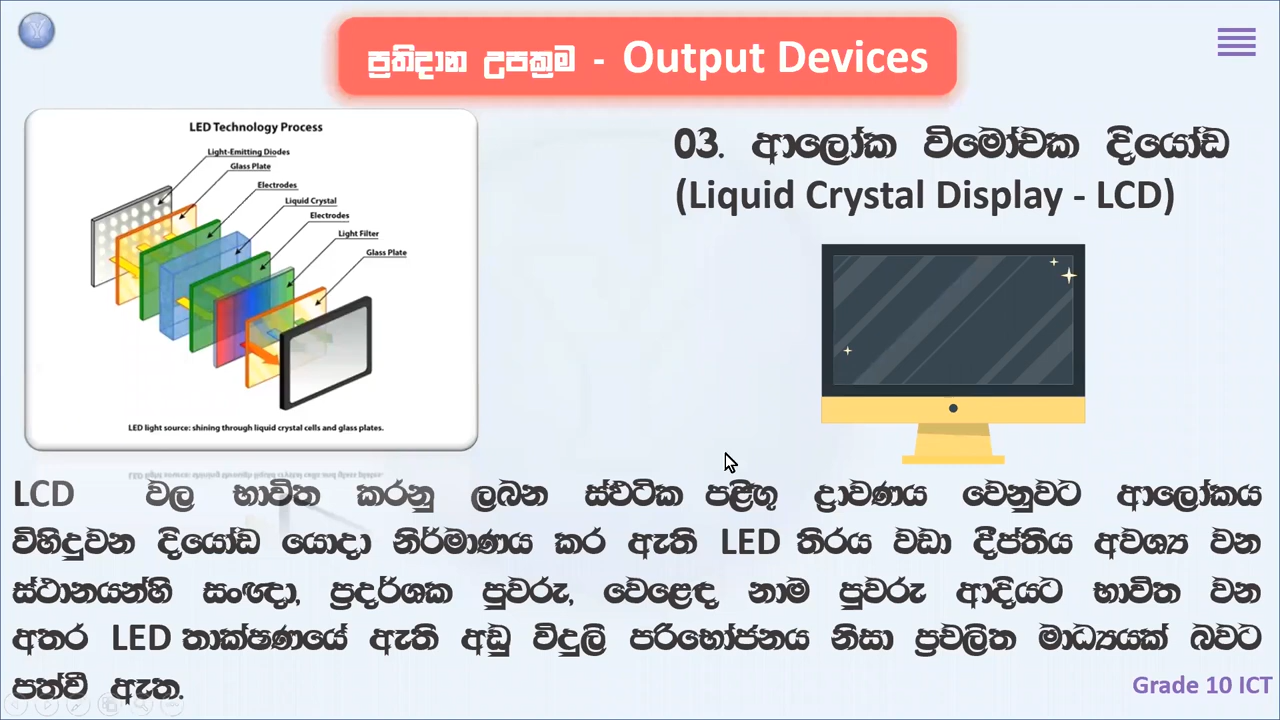 ප්‍රතිදාන උපක්‍රම - Output Devices
LED Technology Process
Light-Emitting Diodes
Glass Plate
Electrodes
Liquid Crystal
Electrodes
Light Filter
Glass Plate
LED light source: shining through liquid crystal cells and glass plates.
03. ආලෝක විමෝචක දියෝඩ
(Liquid Crystal Display - LCD)
LCD වල භාවිත කරනු ලබන ස්ඵටික පළිඟු ද්‍රාවණය වෙනුවට ආලෝකය
විහිදුවන දියෝඩ යොදා නිර්මාණය කර ඇති LED තිරය වඩා දීප්තිය අවශ්‍ය වන
ස්ථානයන්හි සංඥා, ප්‍රදර්ශක පුවරු, වෙළෙඳ නාම පුවරු ආදියට භාවිත වන
අතර LED තාක්ෂණයේ ඇති අඩු විදුලි පරිභෝජනය නිසා ප්‍රචලිත මාධ්‍යයක් බවට
පත්වී ඇත.
Grade 10 ICT